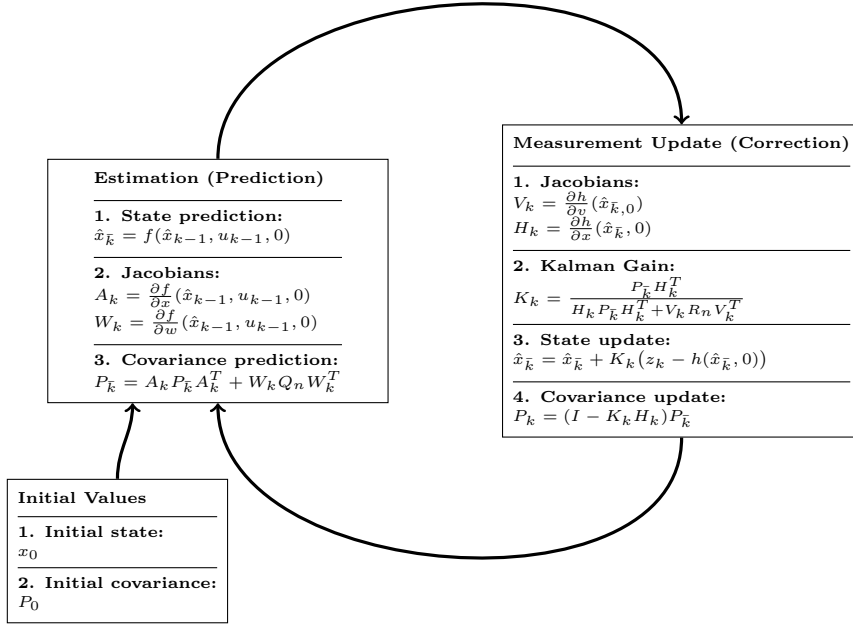 Estimation (Prediction)
1. State prediction:
x̂_k̄ = f(x̂_{k−1}, u_{k−1}, 0)
2. Jacobians:
A_k = ∂f/∂x (x̂_{k−1}, u_{k−1}, 0)
W_k = ∂f/∂w (x̂_{k−1}, u_{k−1}, 0)
3. Covariance prediction:
P_k̄ = A_k P_k̄ A_k^T + W_k Q_n W_k^T
Measurement Update (Correction)
1. Jacobians:
V_k = ∂h/∂v (x̂_{k̄,0})
H_k = ∂h/∂x (x̂_k̄, 0)
2. Kalman Gain:
K_k = P_k̄ H_k^T / (H_k P_k̄ H_k^T + V_k R_n V_k^T)
3. State update:
x̂_k̄ = x̂_k̄ + K_k(z_k − h(x̂_k̄, 0))
4. Covariance update:
P_k = (I − K_k H_k)P_k̄
Initial Values
1. Initial state:
x_0
2. Initial covariance:
P_0